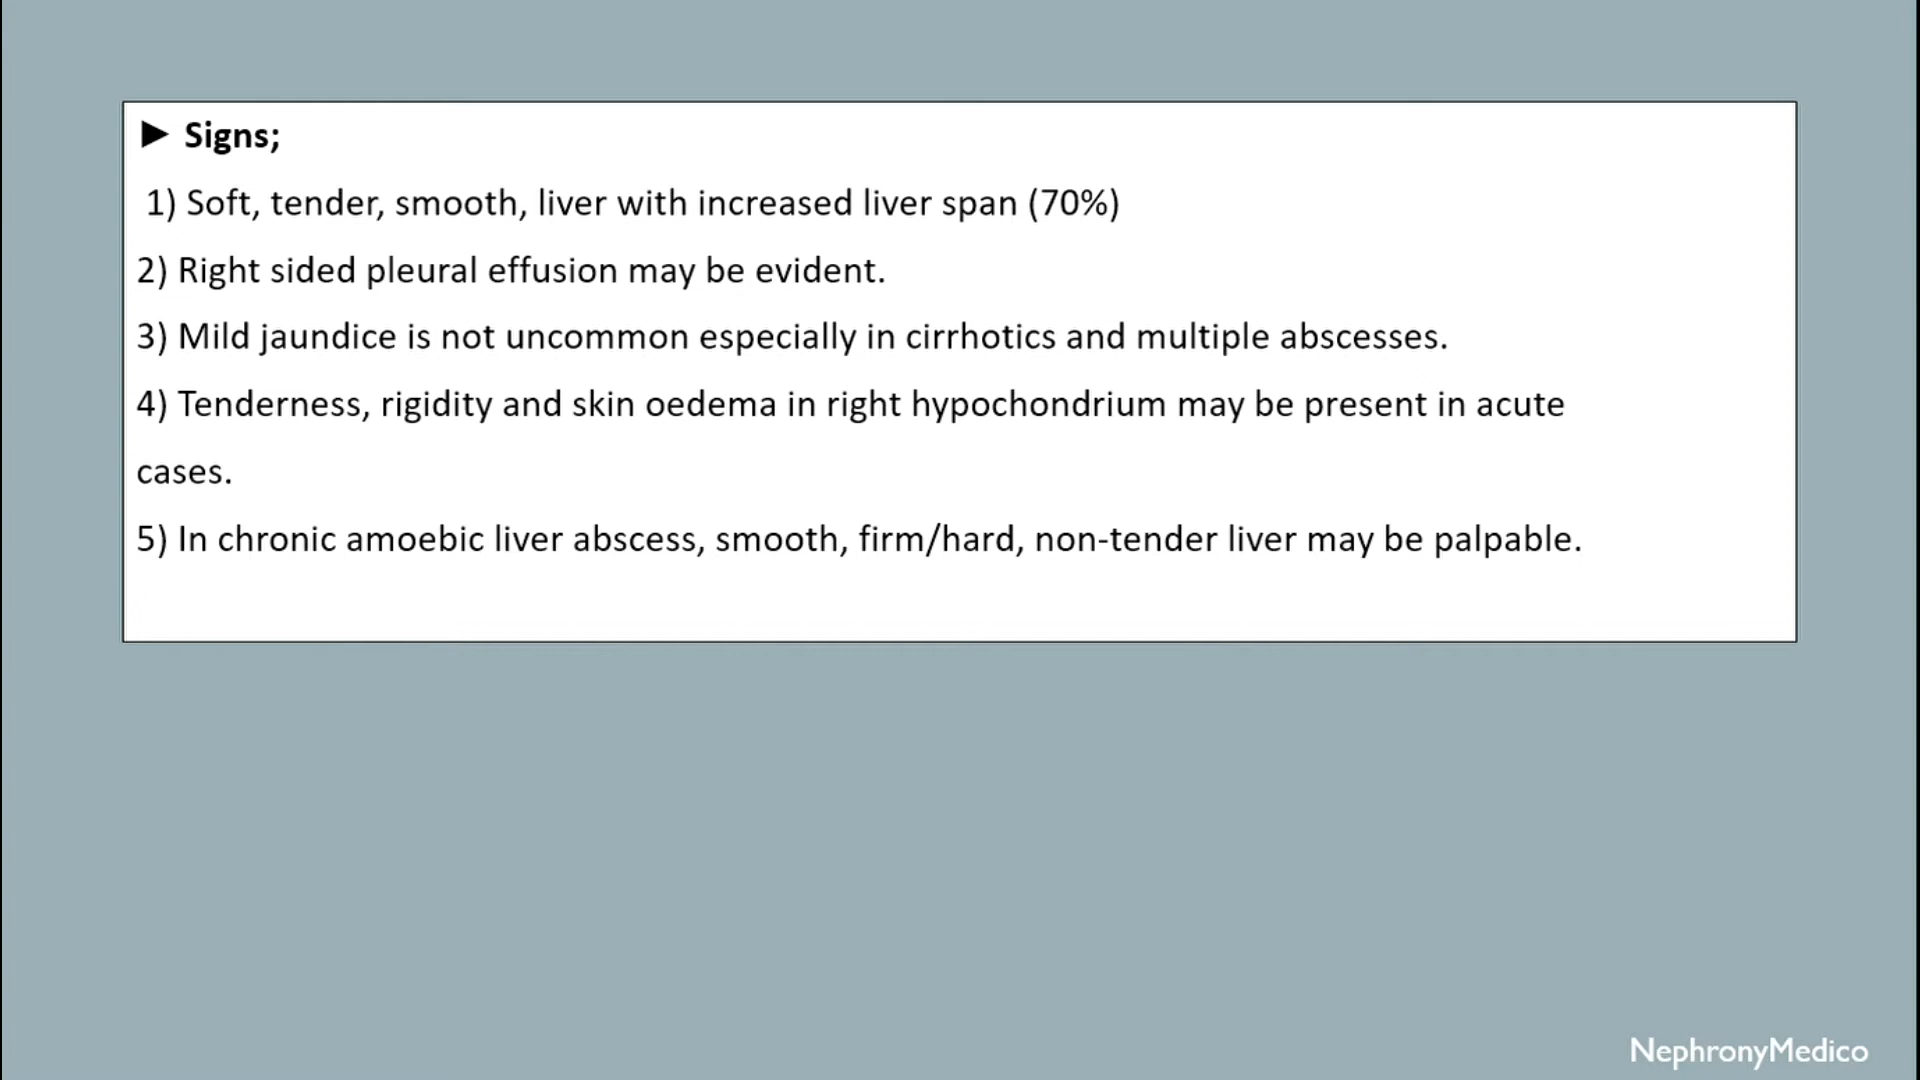 ► Signs;
1) Soft, tender, smooth, liver with increased liver span (70%)
2) Right sided pleural effusion may be evident.
3) Mild jaundice is not uncommon especially in cirrhotics and multiple abscesses.
4) Tenderness, rigidity and skin oedema in right hypochondrium may be present in acute
cases.
5) In chronic amoebic liver abscess, smooth, firm/hard, non-tender liver may be palpable.
NephronyMedico